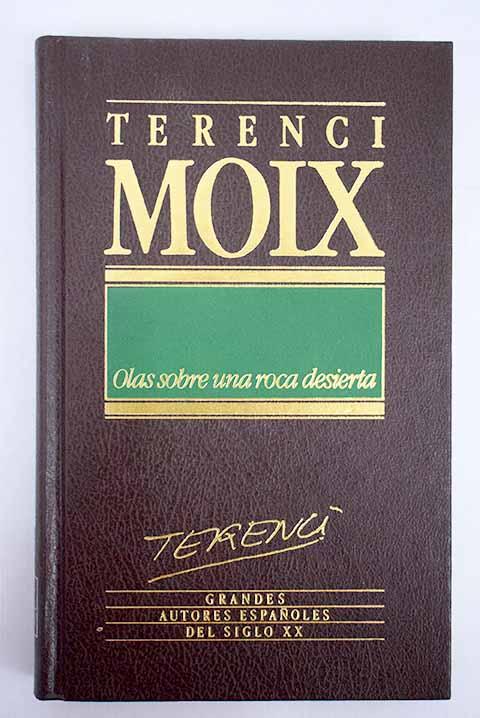 TERENCI
MOIX
Olas sobre una roca desierta
TERENCI
GRANDES
AUTORES ESPAÑOLES
DEL SIGLO XX